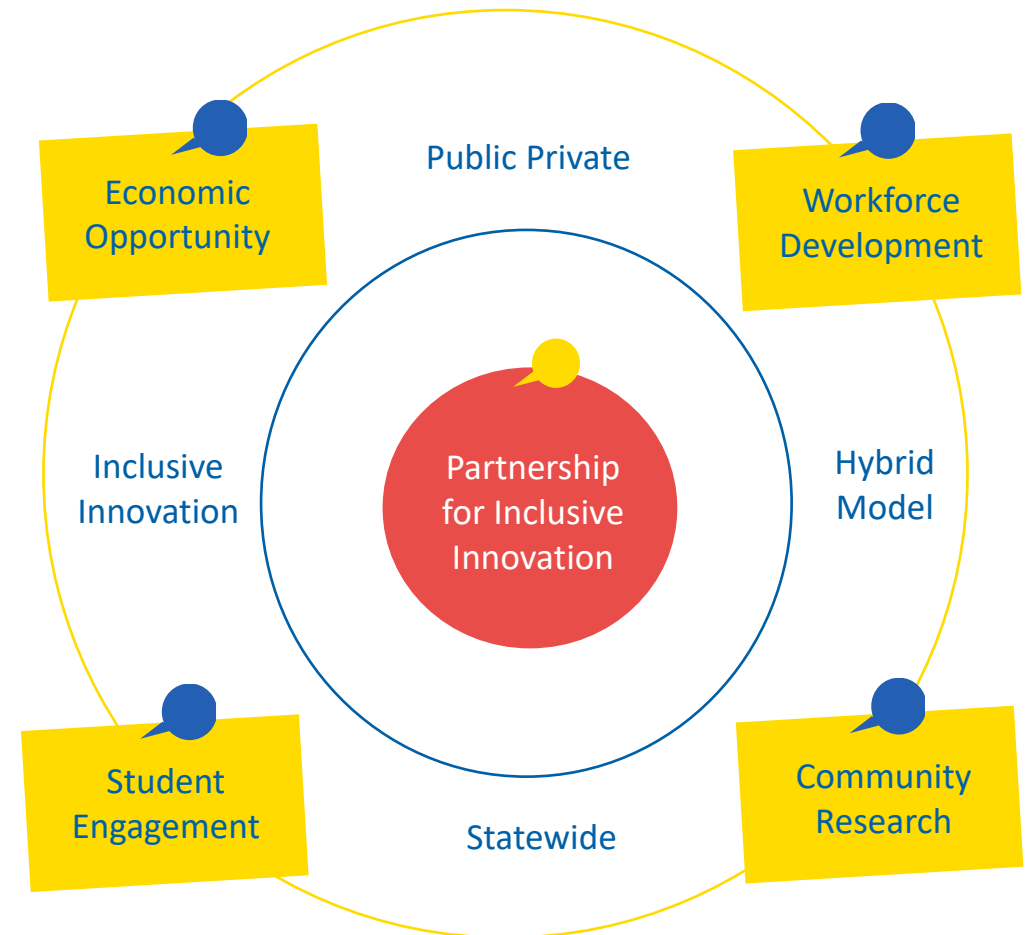 Public Private
Economic
Opportunity
Workforce
Development
Inclusive
Innovation
Partnership
for Inclusive
Innovation
Hybrid
Model
Student
Engagement
Statewide
Community
Research